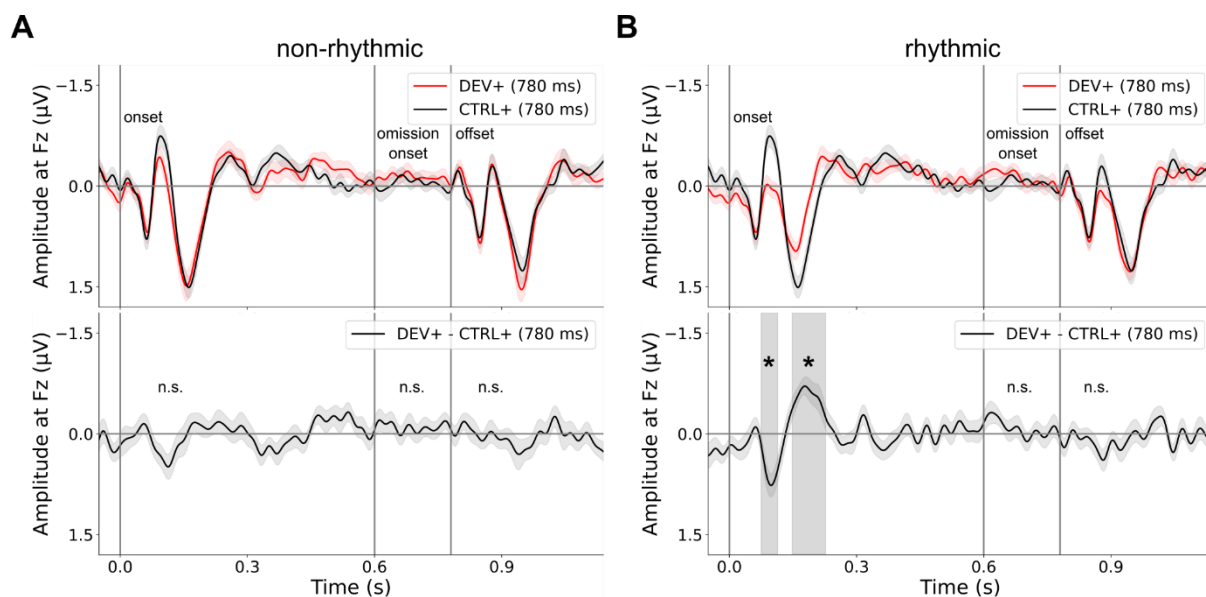 A
non-rhythmic
Amplitude at Fz (μV)
−1.5
0.0
1.5
DEV+ (780 ms)
CTRL+ (780 ms)
onset
omission
onset
offset
Amplitude at Fz (μV)
−1.5
0.0
1.5
DEV+ - CTRL+ (780 ms)
n.s.
n.s.
n.s.
0.0
0.3
0.6
0.9
Time (s)
B
rhythmic
Amplitude at Fz (μV)
−1.5
0.0
1.5
DEV+ (780 ms)
CTRL+ (780 ms)
onset
omission
onset
offset
Amplitude at Fz (μV)
−1.5
0.0
1.5
DEV+ - CTRL+ (780 ms)
*
*
n.s.
n.s.
0.0
0.3
0.6
0.9
Time (s)